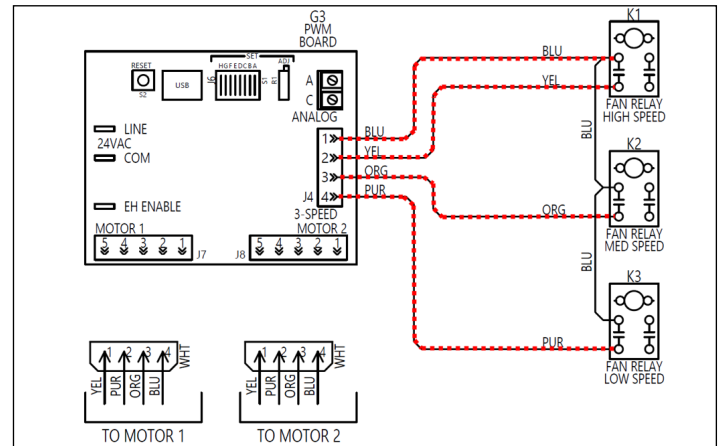 G3
PWM
BOARD
RESET
S2
USB
SET
HGFEDCBA
J6
S1
ADJ
R1
A
C
ANALOG
LINE
24VAC
COM
EH ENABLE
1
2
3
4
J4
3-SPEED
BLU
YEL
ORG
PUR
MOTOR 1
5 4 3 2 1
J7
MOTOR 2
5 4 3 2 1
J8
BLU
YEL
ORG
PUR
BLU
BLU
K1
FAN RELAY
HIGH SPEED
K2
FAN RELAY
MED SPEED
K3
FAN RELAY
LOW SPEED
1 2 3 4
WHT
YEL
PUR
ORG
BLU
TO MOTOR 1
1 2 3 4
WHT
YEL
PUR
ORG
BLU
TO MOTOR 2